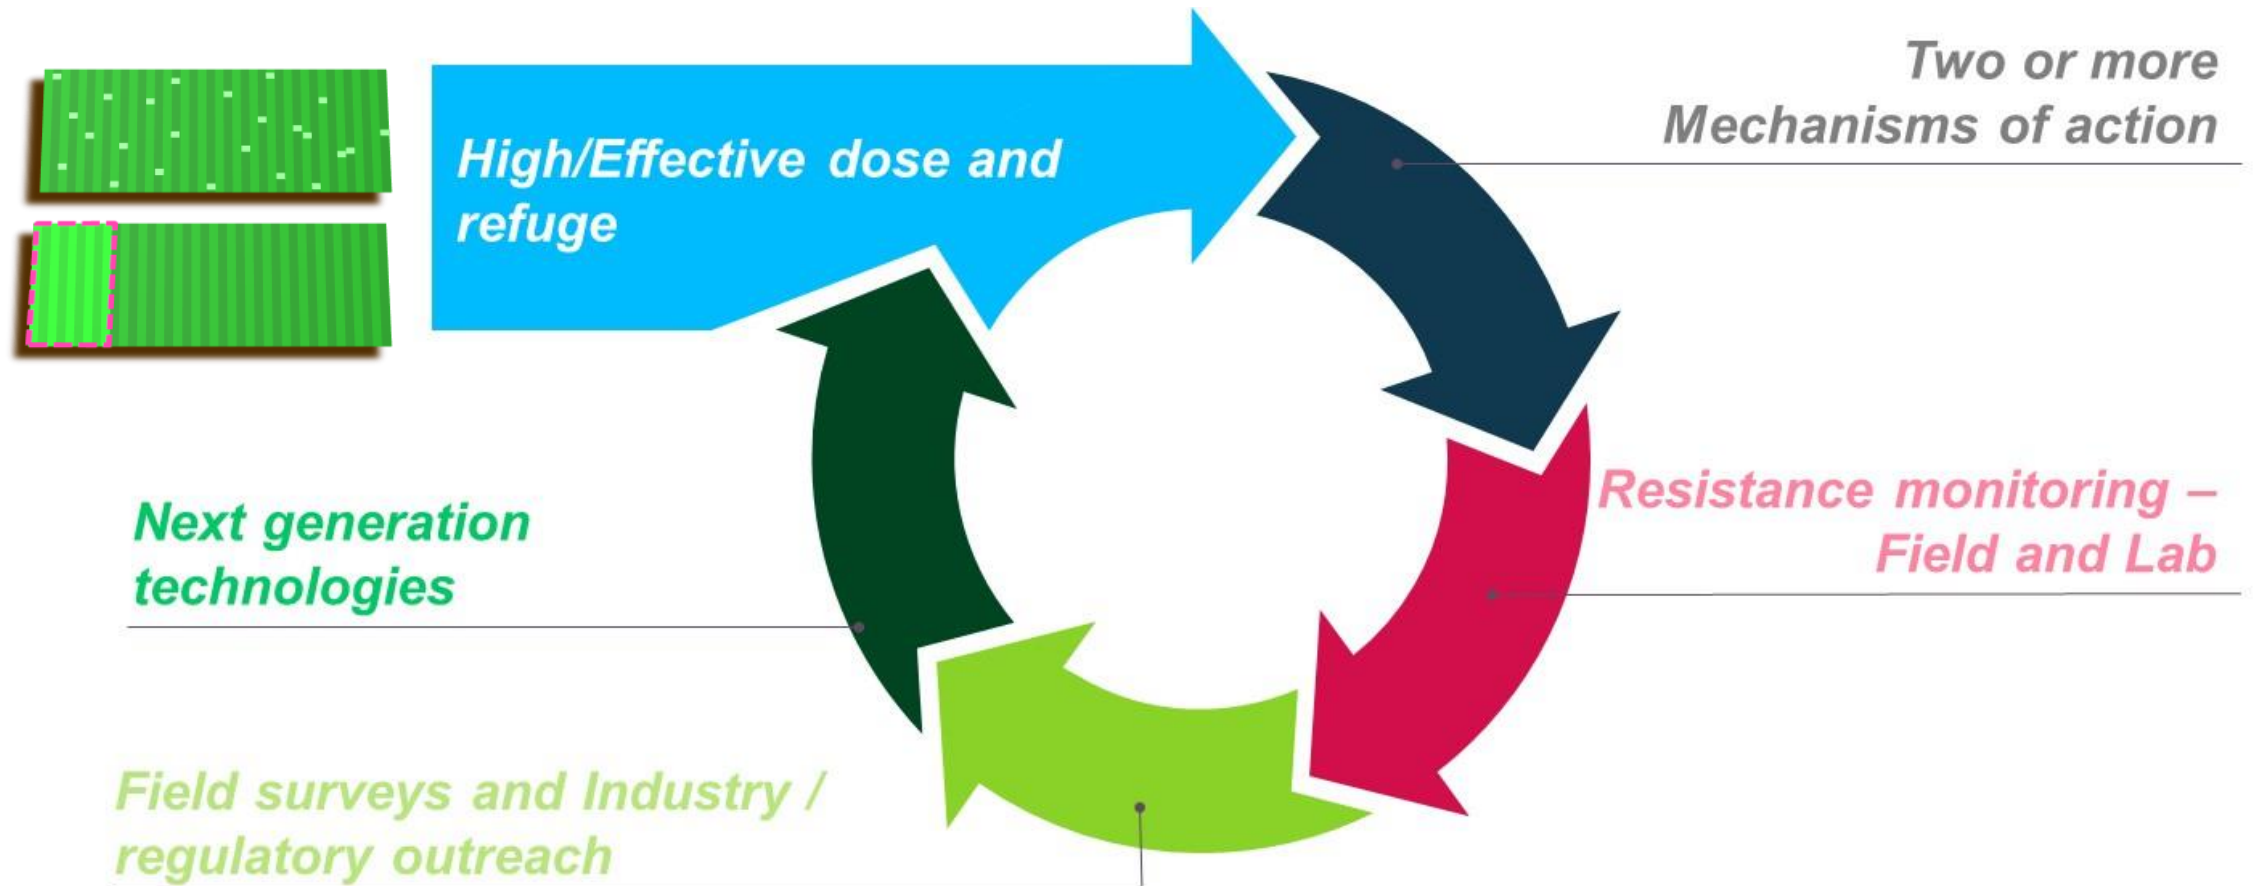 High/Effective dose and
refuge
Two or more
Mechanisms of action
Resistance monitoring –
Field and Lab
Field surveys and Industry /
regulatory outreach
Next generation
technologies